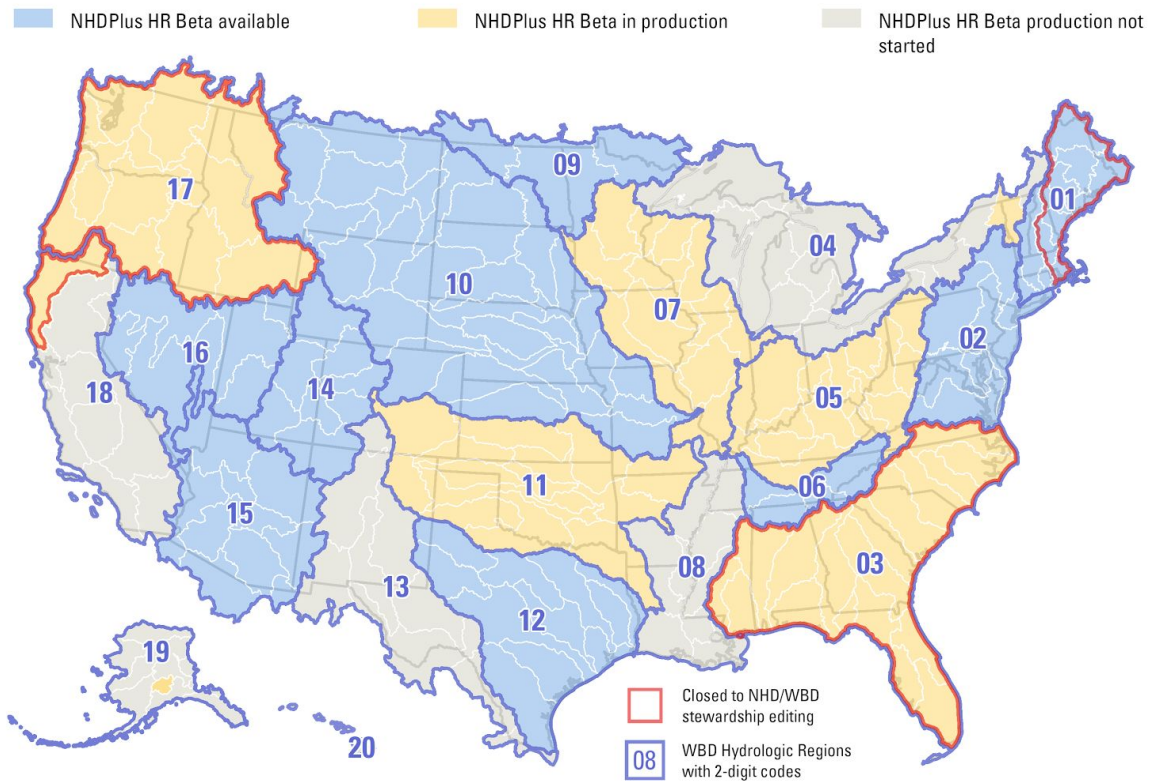 NHDPlus HR Beta available
NHDPlus HR Beta in production
NHDPlus HR Beta production not
started
17
09
01
04
10
07
02
16
14
18
05
11
06
15
13
08
03
12
19
20
Closed to NHD/WBD
stewardship editing
08
WBD Hydrologic Regions
with 2-digit codes